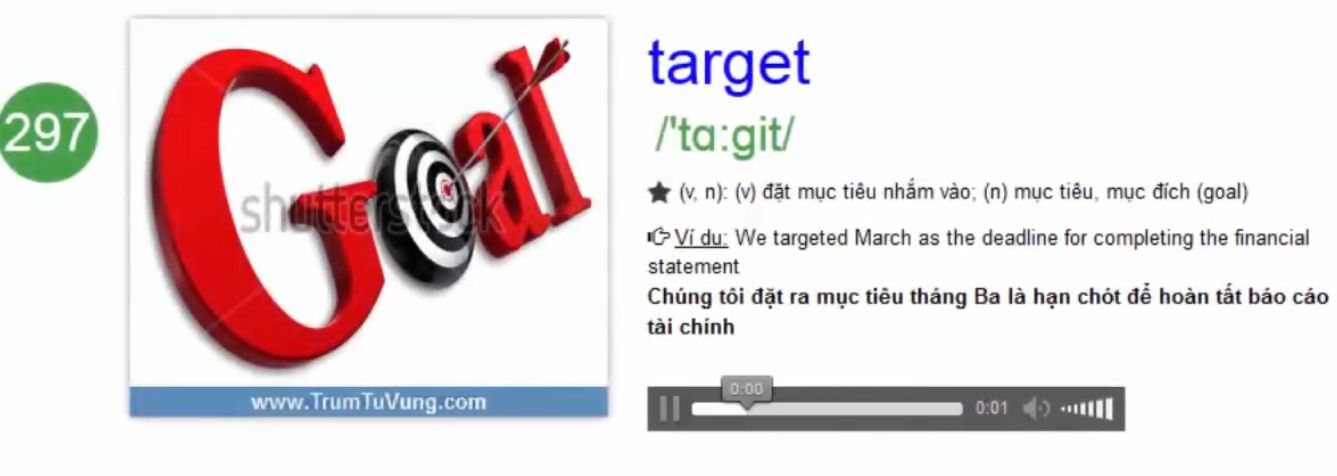 297
Goal
shutterstock
www.TrumTuVung.com
target
/'tɑ:git/
(v, n): (v) đặt mục tiêu nhắm vào; (n) mục tiêu, mục đích (goal)
Ví dụ: We targeted March as the deadline for completing the financial
statement
Chúng tôi đặt ra mục tiêu tháng Ba là hạn chót để hoàn tất báo cáo
tài chính
0:00
0:01